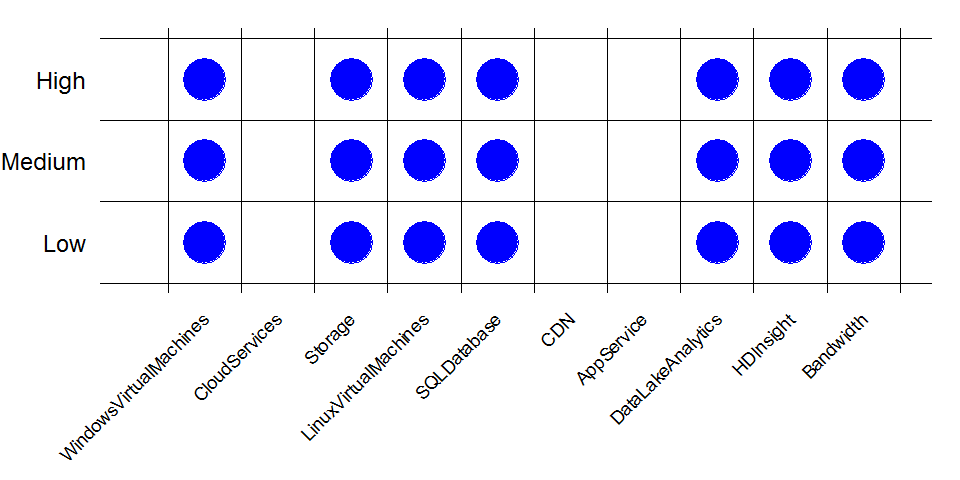 High
Medium
Low
WindowsVirtualMachines
CloudServices
Storage
LinuxVirtualMachines
SQLDatabase
CDN
AppService
DataLakeAnalytics
HDInsight
Bandwidth